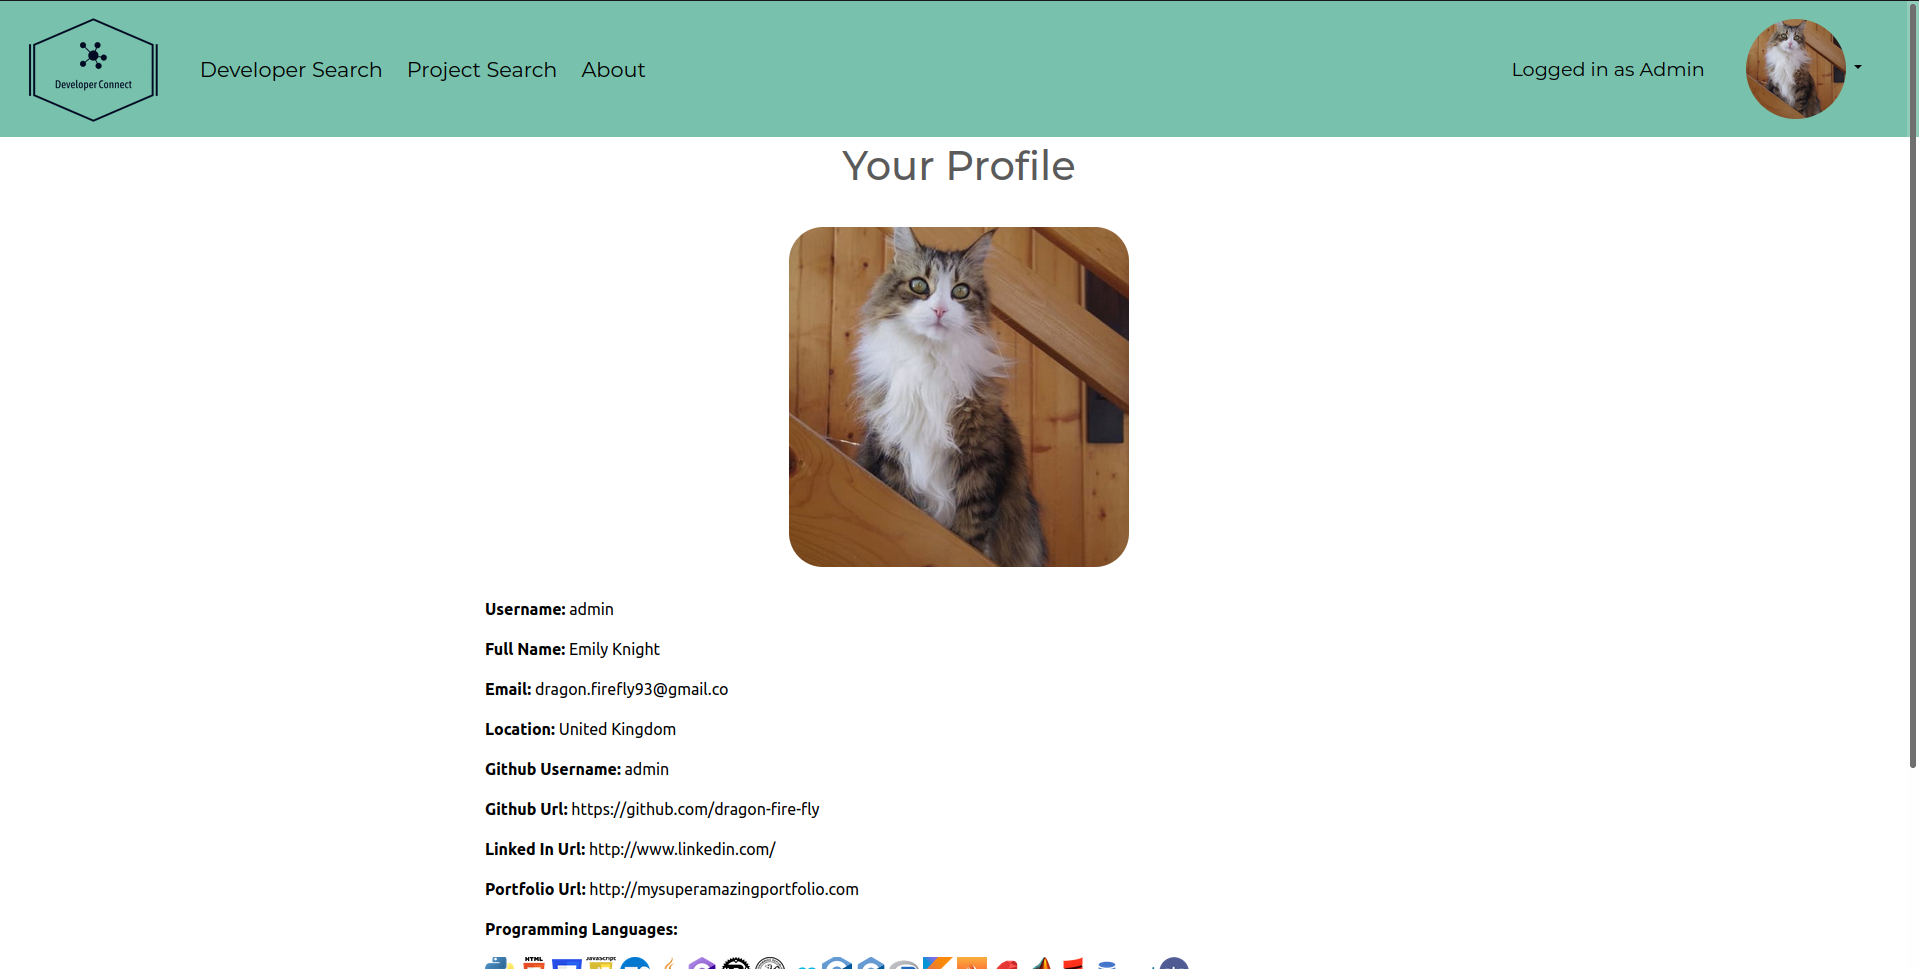 Developer Connect
Developer Search Project Search About
Logged in as Admin
Your Profile
Username: admin
Full Name: Emily Knight
Email: dragon.firefly93@gmail.co
Location: United Kingdom
Github Username: admin
Github Url: https://github.com/dragon-fire-fly
Linked In Url: http://www.linkedin.com/
Portfolio Url: http://mysuperamazingportfolio.com
Programming Languages:
HTML JavaScript